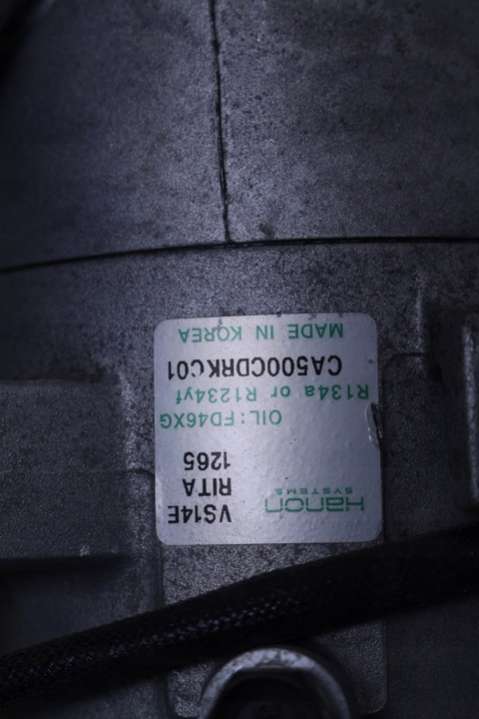 Hanon VS14E
SYSTEMS RITA
1265
OIL:FD46XG
R134a or R1234yf
CA500CDRKC01
MADE IN KOREA